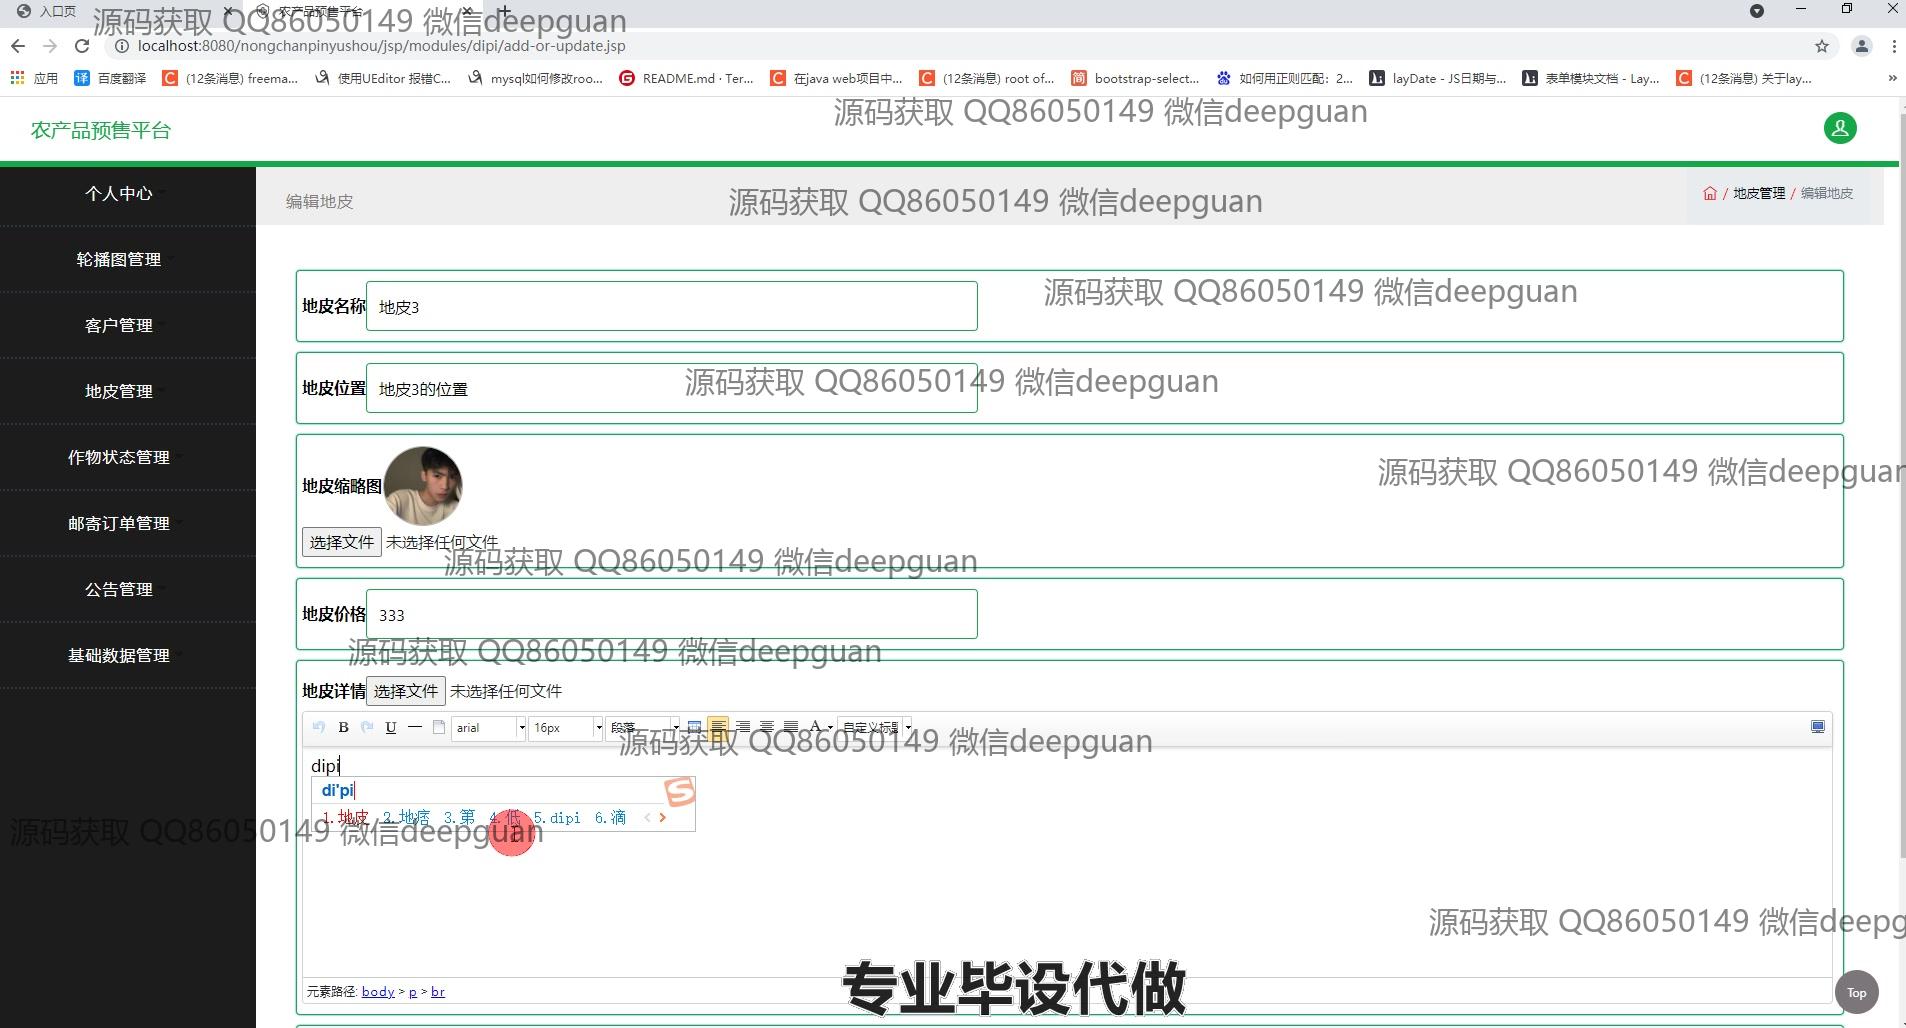 入口页
农产品预售平台
源码获取 QQ86050149 微信deepguan
localhost:8080/nongchanpinyushou/jsp/modules/dipi/add-or-update.jsp
应用
百度翻译
(12条消息) freema...
使用UEditor 报错C...
mysql如何修改roo...
README.md · Ter...
在java web项目中...
(12条消息) root of...
bootstrap-select...
如何用正则匹配：2...
layDate - JS日期与...
表单模块文档 - Lay...
(12条消息) 关于lay...
源码获取 QQ86050149 微信deepguan
农产品预售平台
个人中心
轮播图管理
客户管理
地皮管理
作物状态管理
邮寄订单管理
公告管理
基础数据管理
编辑地皮
源码获取 QQ86050149 微信deepguan
/ 地皮管理 / 编辑地皮
源码获取 QQ86050149 微信deepguan
地皮名称 地皮3
地皮位置 地皮3的位置
源码获取 QQ86050149 微信deepguan
源码获取 QQ86050149 微信deepguan
地皮缩略图
选择文件 未选择任何文件
源码获取 QQ86050149 微信deepguan
地皮价格 333
源码获取 QQ86050149 微信deepguan
地皮详情 选择文件 未选择任何文件
B U arial 16px 段落 A 自定义标题
源码获取 QQ86050149 微信deepguan
dipi
di'pi
1.地皮 2.地痞 3.第 4.低 5.dipi 6.滴
源码获取 QQ86050149 微信deepguan
源码获取 QQ86050149 微信deepg
元素路径: body > p > br
专业毕设代做
Top